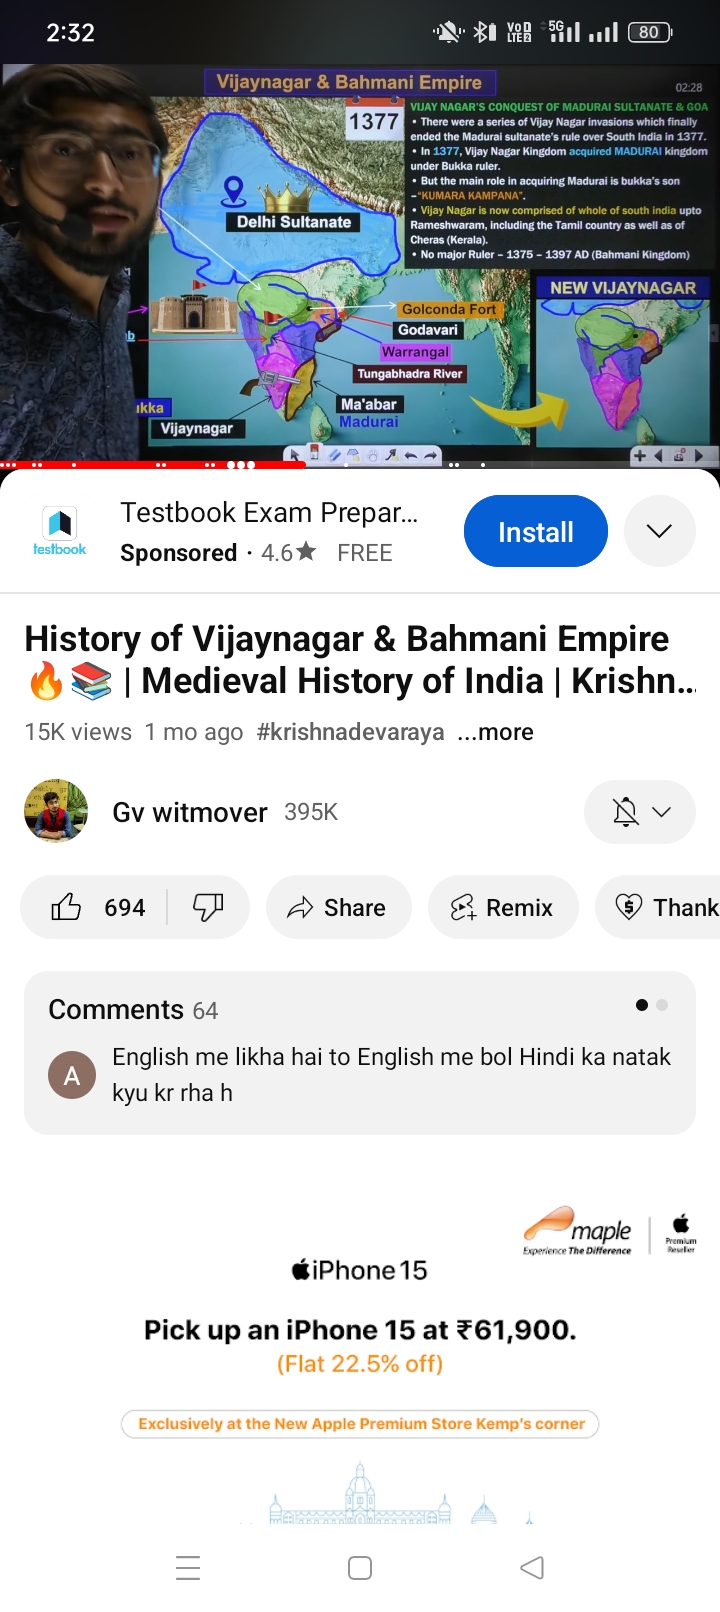 2:32
VoD
LTE2
5G
80
Vijaynagar & Bahmani Empire
02:28
1377
VIJAY NAGAR'S CONQUEST OF MADURAI SULTANATE & GOA
• There were a series of Vijay Nagar invasions which finally
ended the Madurai sultanate's rule over South India in 1377.
• In 1377, Vijay Nagar Kingdom acquired MADURAI kingdom
under Bukka ruler.
• But the main role in acquiring Madurai is bukka's son
–"KUMARA KAMPANA".
• Vijay Nagar is now comprised of whole of south india upto
Rameshwaram, including the Tamil country as well as of
Cheras (Kerala).
• No major Ruler – 1375 – 1397 AD (Bahmani Kingdom)
Delhi Sultanate
NEW VIJAYNAGAR
Golconda Fort
Godavari
Warrangal
Tungabhadra River
Ma'abar
Madurai
ukka
Vijaynagar
testbook
Testbook Exam Prepar...
Sponsored · 4.6★ FREE
Install
History of Vijaynagar & Bahmani Empire
🔥📚 | Medieval History of India | Krishn...
15K views 1 mo ago #krishnadevaraya ...more
Gv witmover 395K
694
Share
Remix
Thank
Comments 64
A
English me likha hai to English me bol Hindi ka natak
kyu kr rha h
maple
Experience The Difference
Premium
Reseller
iPhone 15
Pick up an iPhone 15 at ₹61,900.
(Flat 22.5% off)
Exclusively at the New Apple Premium Store Kemp's corner